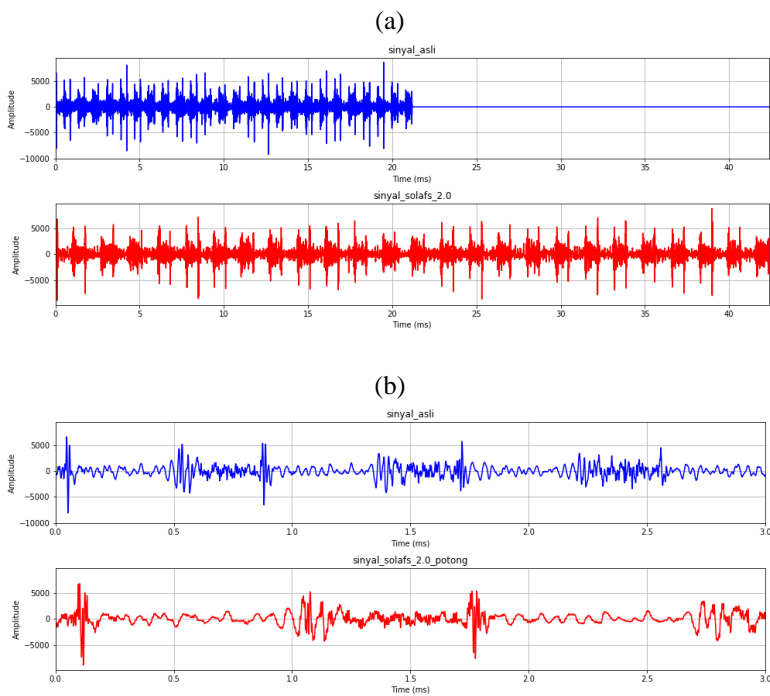 (a)
sinyal_asli
5000
0
−5000
−10000
Amplitude
0 5 10 15 20 25 30 35 40
Time (ms)
sinyal_solafs_2.0
5000
0
−5000
Amplitude
0 5 10 15 20 25 30 35 40
Time (ms)
(b)
sinyal_asli
5000
0
−5000
−10000
Amplitude
0.0 0.5 1.0 1.5 2.0 2.5 3.0
Time (ms)
sinyal_solafs_2.0_potong
5000
0
−5000
Amplitude
0.0 0.5 1.0 1.5 2.0 2.5 3.0
Time (ms)